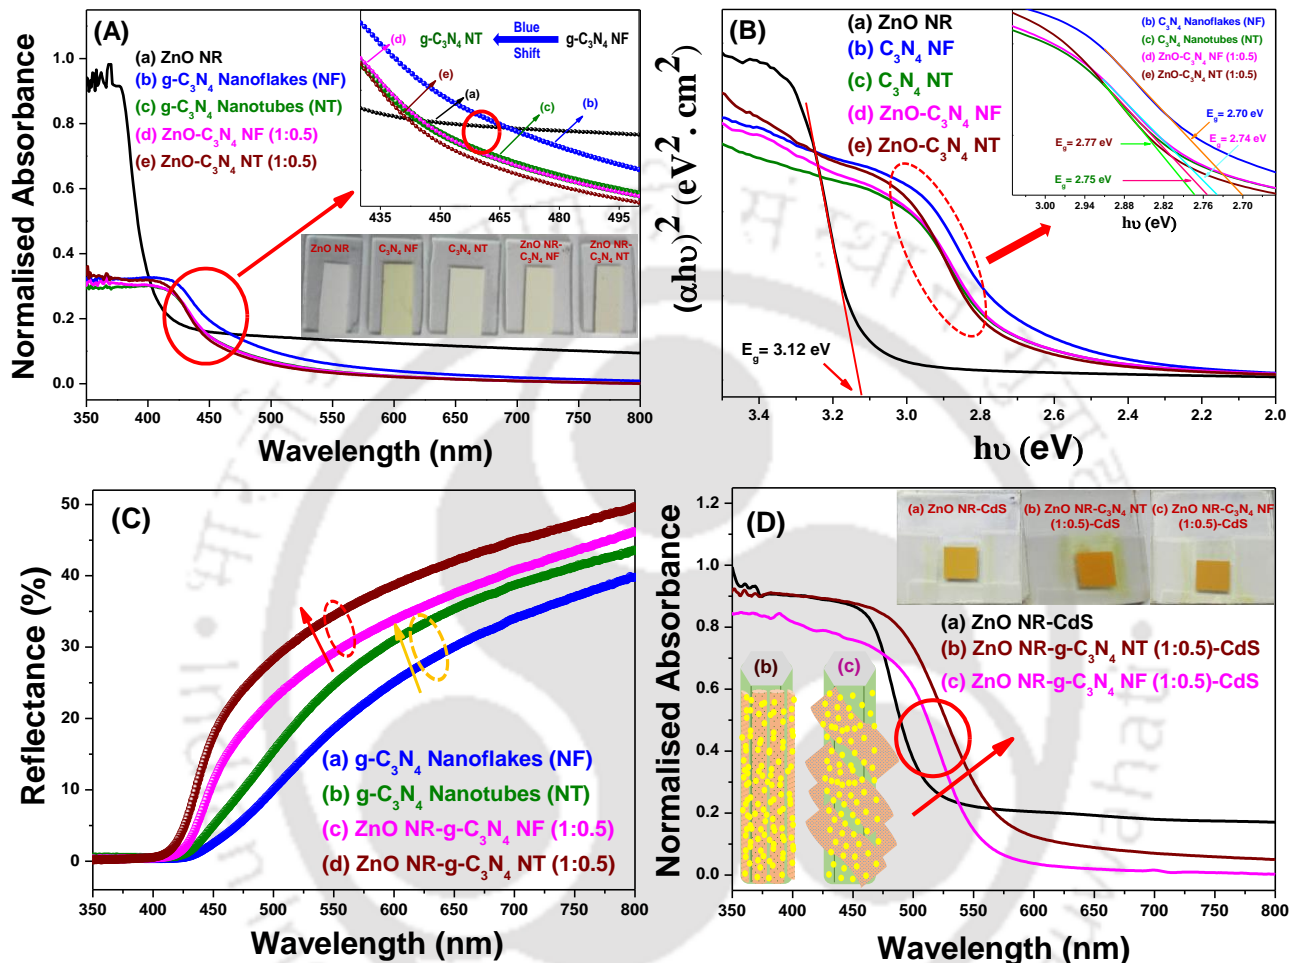 (A)
(a) ZnO NR
(b) g-C₃N₄ Nanoflakes (NF)
(c) g-C₃N₄ Nanotubes (NT)
(d) ZnO-C₃N₄ NF (1:0.5)
(e) ZnO-C₃N₄ NT (1:0.5)
g-C₃N₄ NT Blue Shift g-C₃N₄ NF
(d)
(e)
(a)
(c)
(b)
435 450 465 480 495
ZnO NR
C₃N₄ NF
C₃N₄ NT
ZnO NR-
C₃N₄ NF
ZnO NR-
C₃N₄ NT
Normalised Absorbance
1.0
0.8
0.6
0.4
0.2
0.0
350 400 450 500 550 600 650 700 750 800
Wavelength (nm)
(B)
(a) ZnO NR
(b) C₃N₄ NF
(c) C₃N₄ NT
(d) ZnO-C₃N₄ NF
(e) ZnO-C₃N₄ NT
(b) C₃N₄ Nanoflakes (NF)
(c) C₃N₄ Nanotubes (NT)
(d) ZnO-C₃N₄ NF (1:0.5)
(e) ZnO-C₃N₄ NT (1:0.5)
E_g= 2.70 eV
E_g= 2.74 eV
E_g= 2.77 eV
E_g= 2.75 eV
3.00 2.94 2.88 2.82 2.76 2.70
hυ (eV)
E_g= 3.12 eV
(αhυ)² (eV². cm²)
3.4 3.2 3.0 2.8 2.6 2.4 2.2 2.0
hυ (eV)
(C)
(a) g-C₃N₄ Nanoflakes (NF)
(b) g-C₃N₄ Nanotubes (NT)
(c) ZnO NR-g-C₃N₄ NF (1:0.5)
(d) ZnO NR-g-C₃N₄ NT (1:0.5)
Reflectance (%)
50
40
30
20
10
0
350 400 450 500 550 600 650 700 750 800
Wavelength (nm)
(D)
(a) ZnO NR-CdS
(b) ZnO NR-C₃N₄ NT
(1:0.5)-CdS
(c) ZnO NR-C₃N₄ NF
(1:0.5)-CdS
(a) ZnO NR-CdS
(b) ZnO NR-g-C₃N₄ NT (1:0.5)-CdS
(c) ZnO NR-g-C₃N₄ NF (1:0.5)-CdS
(b)
(c)
Normalised Absorbance
1.2
1.0
0.8
0.6
0.4
0.2
0.0
350 400 450 500 550 600 650 700 750 800
Wavelength (nm)